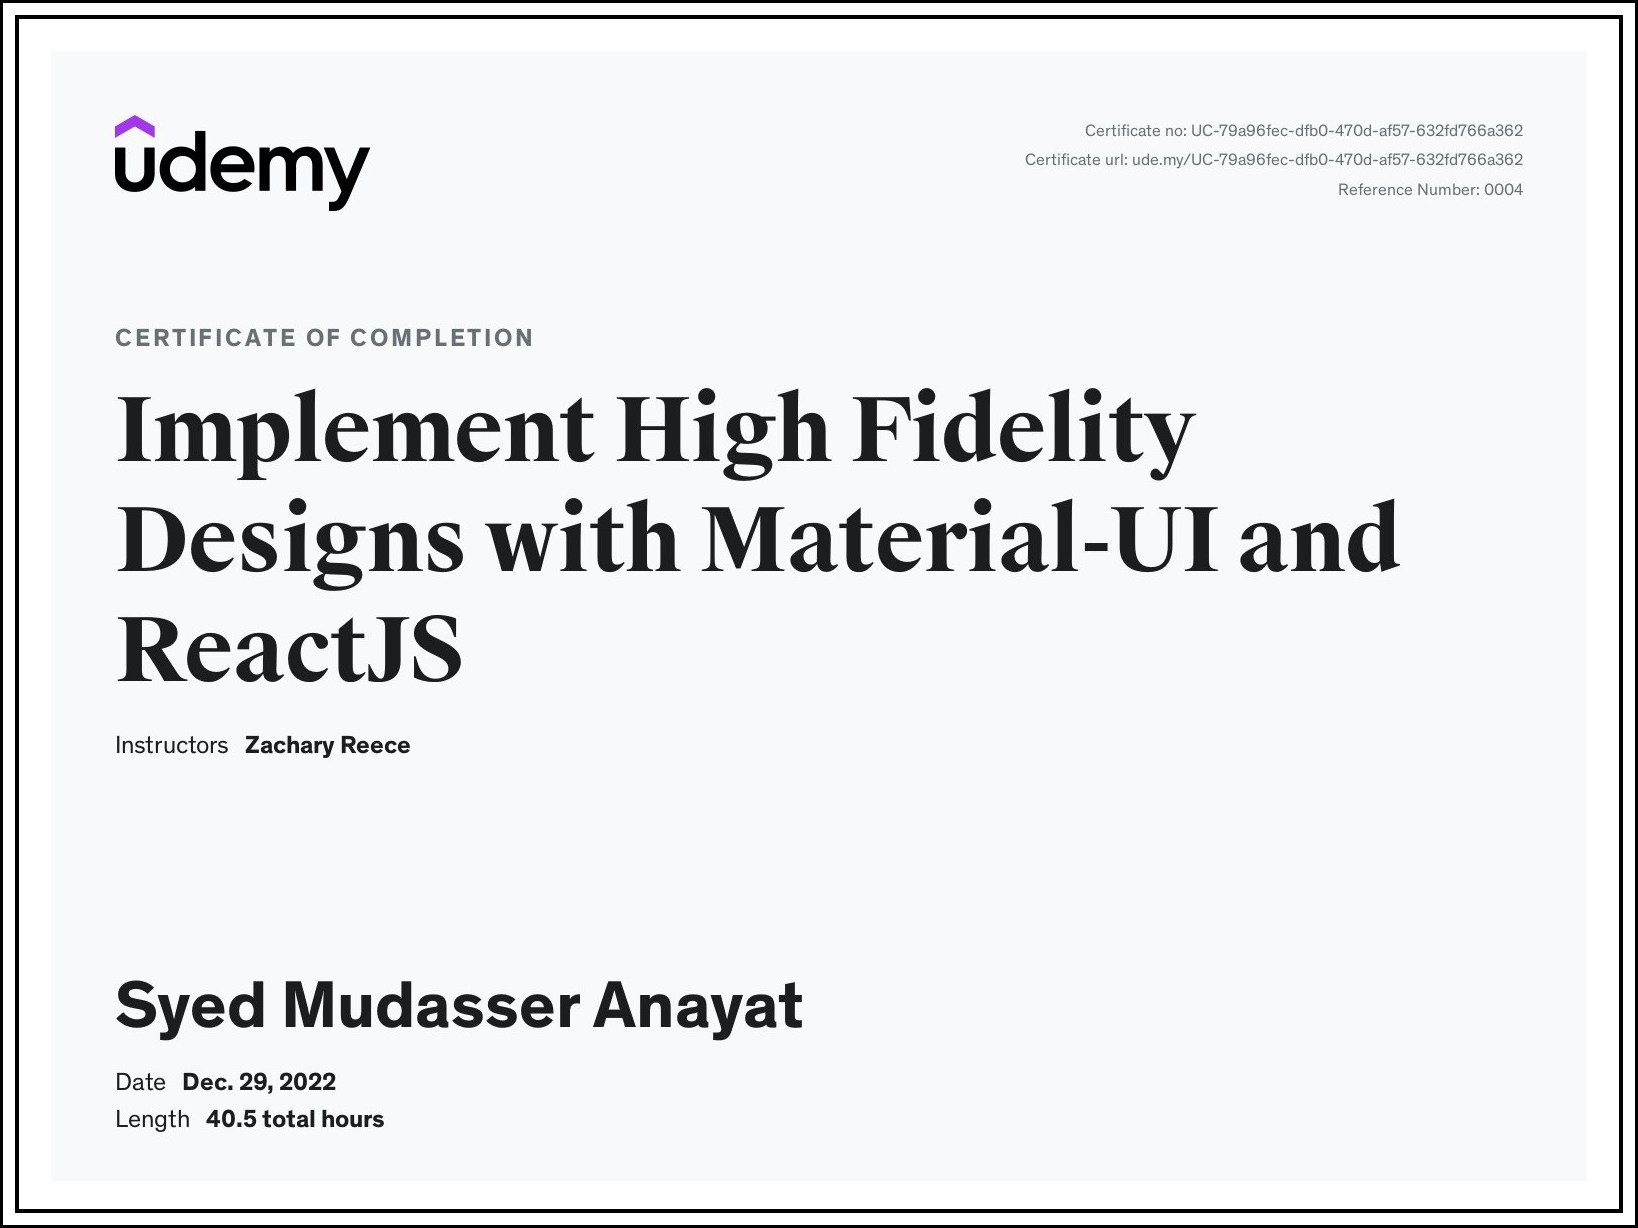 udemy
Certificate no: UC-79a96fec-dfb0-470d-af57-632fd766a362
Certificate url: ude.my/UC-79a96fec-dfb0-470d-af57-632fd766a362
Reference Number: 0004
CERTIFICATE OF COMPLETION
Implement High Fidelity
Designs with Material-UI and
ReactJS
Instructors Zachary Reece
Syed Mudasser Anayat
Date Dec. 29, 2022
Length 40.5 total hours